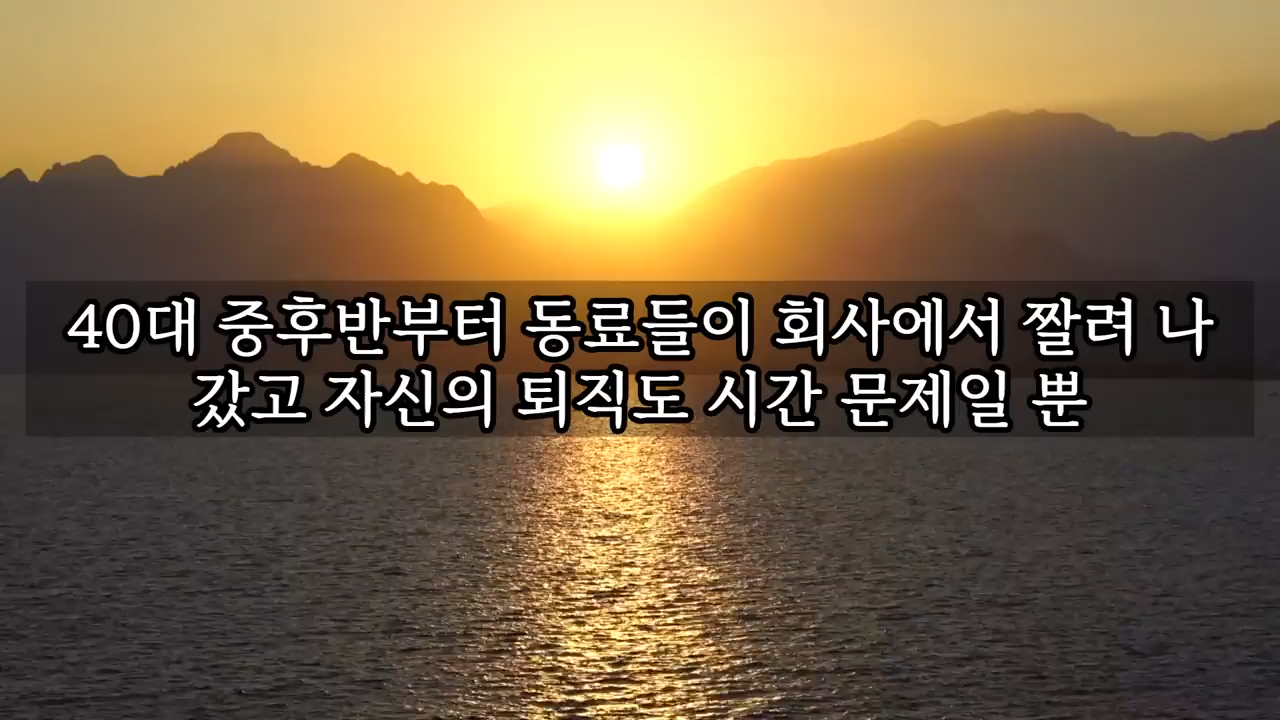 40대 중후반부터 동료들이 회사에서 짤려 나
갔고 자신의 퇴직도 시간 문제일 뿐